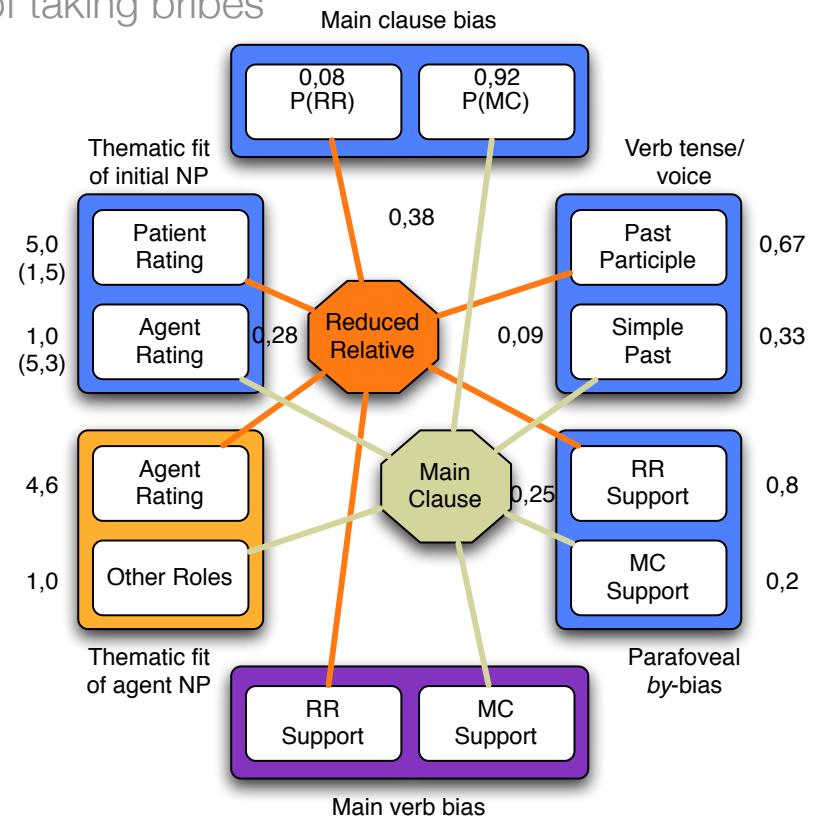 of taking bribes
Main clause bias
0,08
P(RR)
0,92
P(MC)
Thematic fit
of initial NP
Verb tense/
voice
0,38
5,0
(1,5)
Patient
Rating
Past
Participle
0,67
1,0
(5,3)
Agent
Rating
0,28
Reduced
Relative
0,09
Simple
Past
0,33
4,6
Agent
Rating
Main
Clause
0,25
RR
Support
0,8
1,0
Other Roles
MC
Support
0,2
Thematic fit
of agent NP
Parafoveal
by-bias
RR
Support
MC
Support
Main verb bias